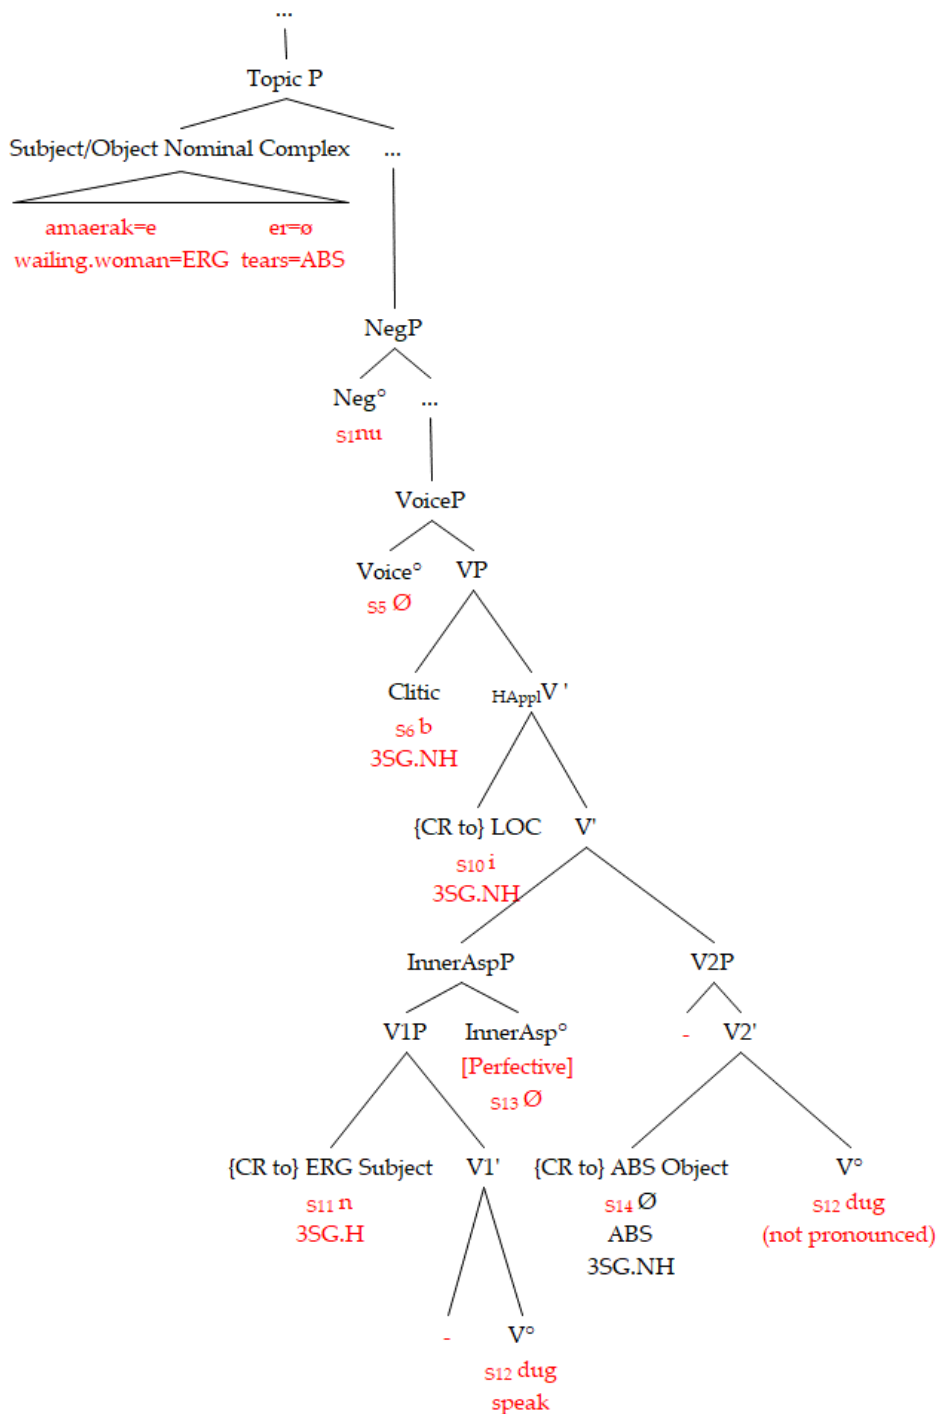 ...
Topic P
Subject/Object Nominal Complex ...
amaerak=e er=ø
wailing.woman=ERG tears=ABS
NegP
Neg° ...
S1nu
VoiceP
Voice° VP
S5 Ø
Clitic HApplV '
S6 b
3SG.NH
{CR to} LOC V'
S10 i
3SG.NH
InnerAspP V2P
V1P InnerAsp° - V2'
[Perfective]
S13 Ø
{CR to} ERG Subject V1' {CR to} ABS Object V°
S11 n S14 Ø S12 dug
3SG.H ABS (not pronounced)
3SG.NH
- V°
S12 dug
speak